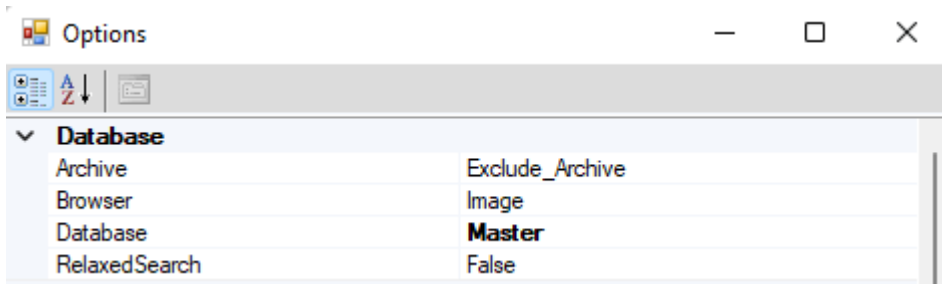 Options
Database
Archive Exclude_Archive
Browser Image
Database Master
RelaxedSearch False